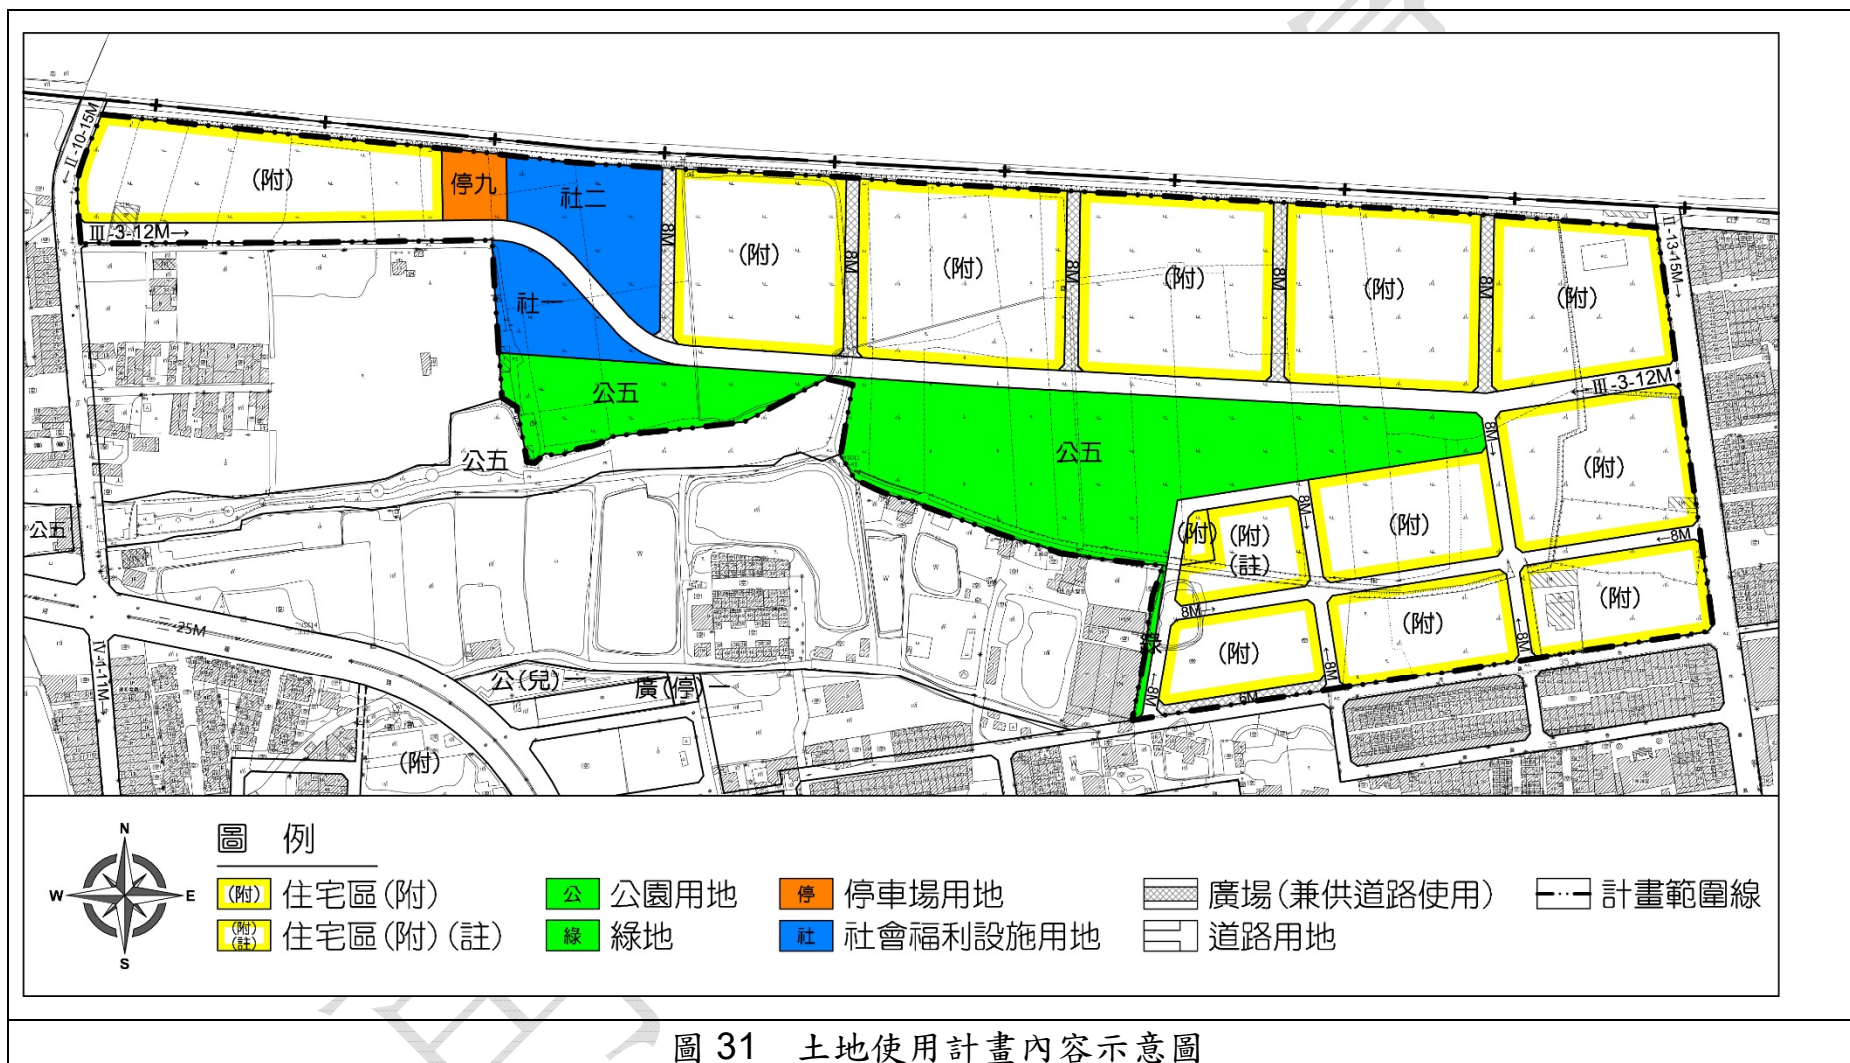 II-10-15M→
(附)
停九
社二
III-3-12M→
8M
(附)
8M
(附)
8M
(附)
8M
(附)
8M
(附)
II-13-15M→
社一
公五
←III-3-12M
公五
公五
公五
8M→
(附)
(附)
(附)
(註)
8M→
(附)
←8M
8M→
(附)
(附)
(附)
←8M
←8M
←8M
6M
綠
二-25M
IV-4-11M→
公(兒)一
廣(停)一
(附)
N
W
E
S
圖 例
(附) 住宅區(附)
公 公園用地
停 停車場用地
廣場(兼供道路使用)
計畫範圍線
(附)(註) 住宅區(附)(註)
綠 綠地
社 社會福利設施用地
道路用地
圖 31 土地使用計畫內容示意圖